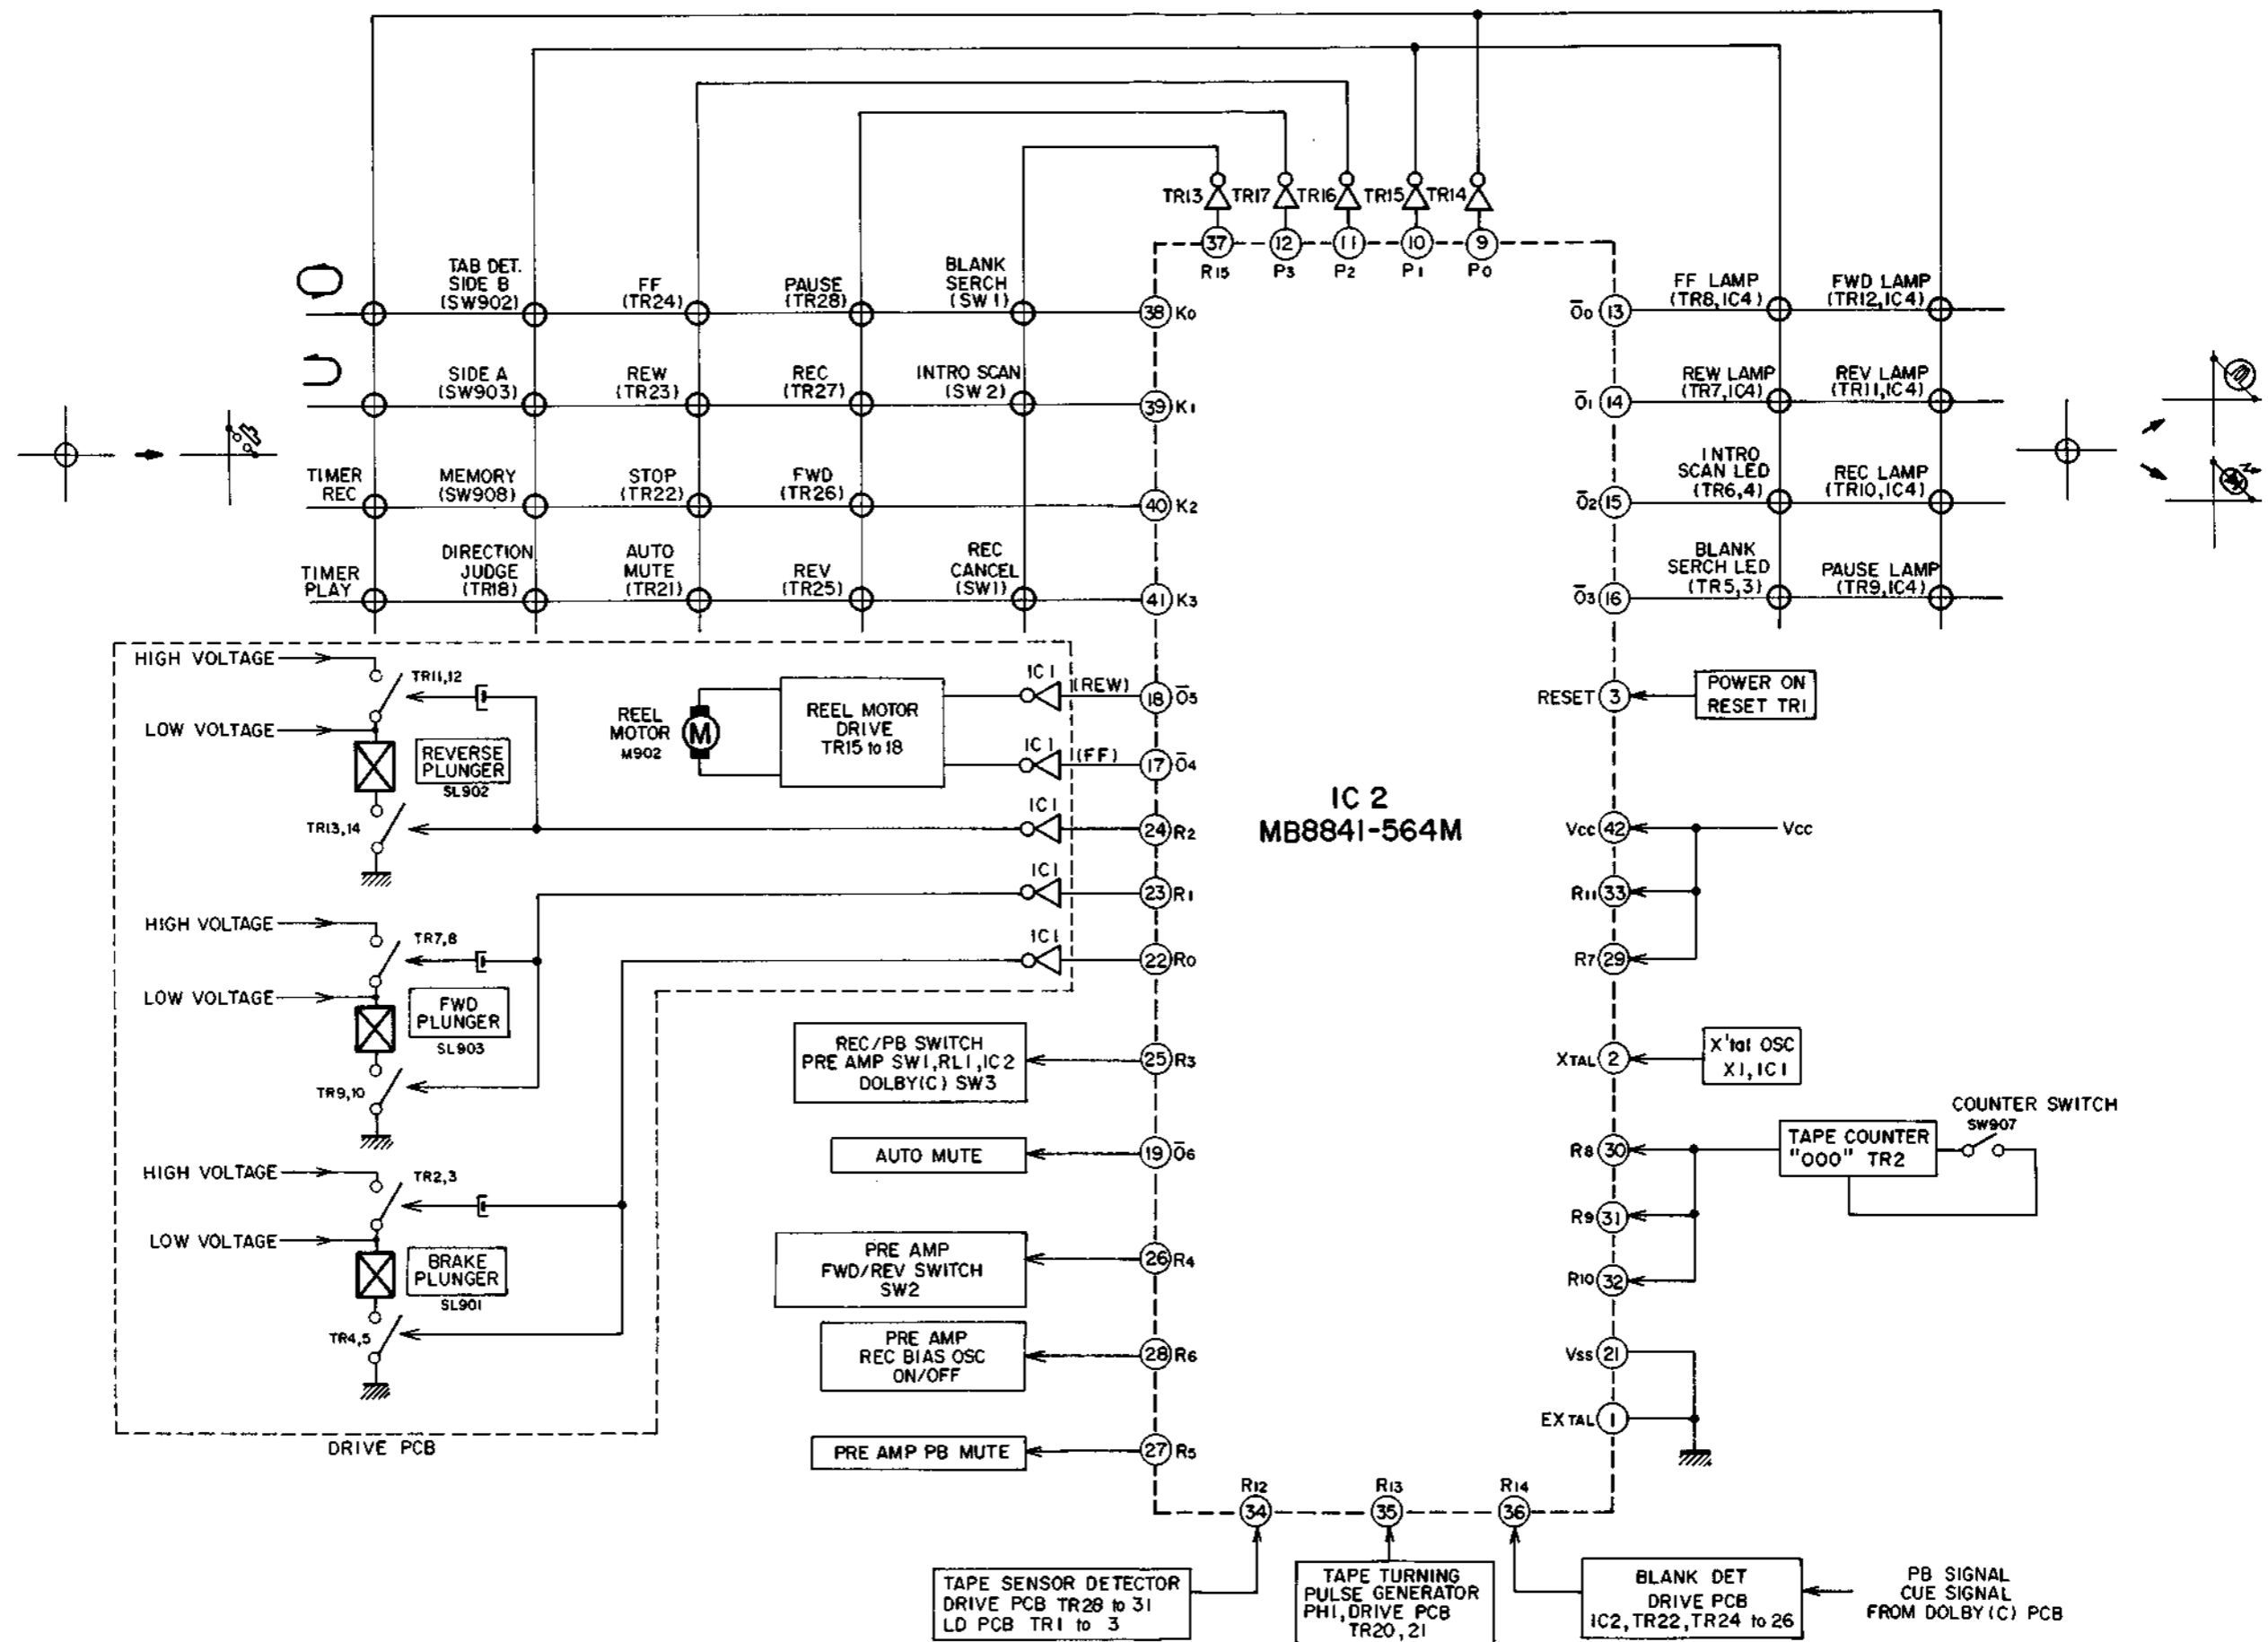 TR13
TR17
TR16
TR15
TR14
37
12
11
10
9
R15
P3
P2
P1
P0
TAB DET.
SIDE B
(SW902)
FF
(TR24)
PAUSE
(TR28)
BLANK
SERCH
(SW1)
38 K0
SIDE A
(SW903)
REW
(TR23)
REC
(TR27)
INTRO SCAN
(SW2)
39 K1
TIMER
REC
MEMORY
(SW908)
STOP
(TR22)
FWD
(TR26)
40 K2
TIMER
PLAY
DIRECTION
JUDGE
(TR18)
AUTO
MUTE
(TR21)
REV
(TR25)
REC
CANCEL
(SW1)
41 K3
Ō0 13
FF LAMP
(TR8,IC4)
FWD LAMP
(TR12,IC4)
Ō1 14
REW LAMP
(TR7,IC4)
REV LAMP
(TR11,IC4)
Ō2 15
INTRO
SCAN LED
(TR6,4)
REC LAMP
(TR10,IC4)
Ō3 16
BLANK
SERCH LED
(TR5,3)
PAUSE LAMP
(TR9,IC4)
HIGH VOLTAGE
TR11,12
LOW VOLTAGE
REVERSE
PLUNGER
SL902
TR13,14
REEL
MOTOR
M902
M
REEL MOTOR
DRIVE
TR15 to 18
IC1
(REW)
18 Ō5
IC1
(FF)
17 Ō4
IC1
24 R2
IC1
23 R1
IC1
22 R0
HIGH VOLTAGE
TR7,8
LOW VOLTAGE
FWD
PLUNGER
SL903
TR9,10
HIGH VOLTAGE
TR2,3
LOW VOLTAGE
BRAKE
PLUNGER
SL901
TR4,5
DRIVE PCB
IC 2
MB8841-564M
REC/PB SWITCH
PRE AMP SW1,RL1,IC2
DOLBY(C) SW3
25 R3
AUTO MUTE
19 Ō6
PRE AMP
FWD/REV SWITCH
SW2
26 R4
PRE AMP
REC BIAS OSC
ON/OFF
28 R6
PRE AMP PB MUTE
27 R5
RESET 3
POWER ON
RESET TR1
Vcc 42
Vcc
R11 33
R7 29
XTAL 2
X'tal OSC
X1, IC1
COUNTER SWITCH
SW907
R8 30
TAPE COUNTER
"000" TR2
R9 31
R10 32
Vss 21
EXTAL 1
R12
34
R13
35
R14
36
TAPE SENSOR DETECTOR
DRIVE PCB TR28 to 31
LD PCB TR1 to 3
TAPE TURNING
PULSE GENERATOR
PH1, DRIVE PCB
TR20, 21
BLANK DET
DRIVE PCB
IC2, TR22, TR24 to 26
PB SIGNAL
CUE SIGNAL
FROM DOLBY(C) PCB